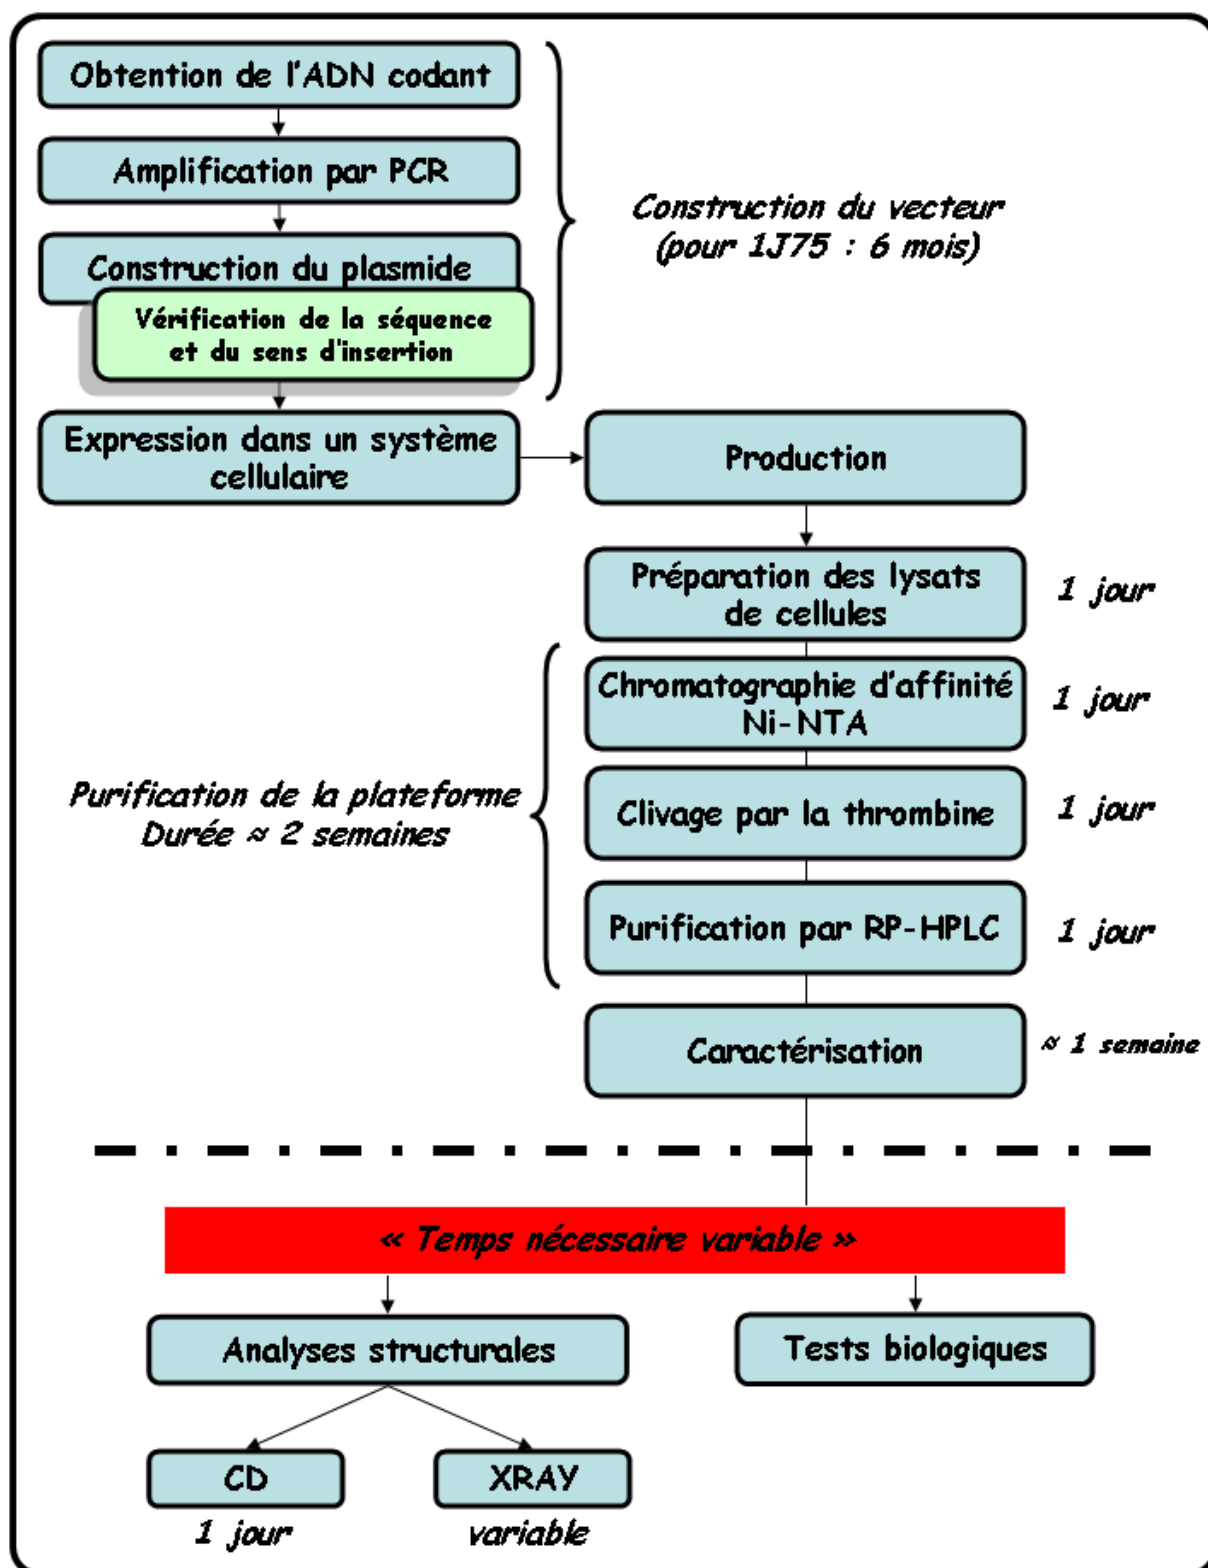 Obtention de l'ADN codant
Amplification par PCR
Construction du plasmide
Vérification de la séquence
et du sens d'insertion
Construction du vecteur
(pour 1J75 : 6 mois)
Expression dans un système
cellulaire
Production
Préparation des lysats
de cellules
1 jour
Chromatographie d'affinité
Ni-NTA
1 jour
Purification de la plateforme
Durée ≈ 2 semaines
Clivage par la thrombine
1 jour
Purification par RP-HPLC
1 jour
Caractérisation
≈ 1 semaine
« Temps nécessaire variable »
Analyses structurales
Tests biologiques
CD
XRAY
1 jour
variable